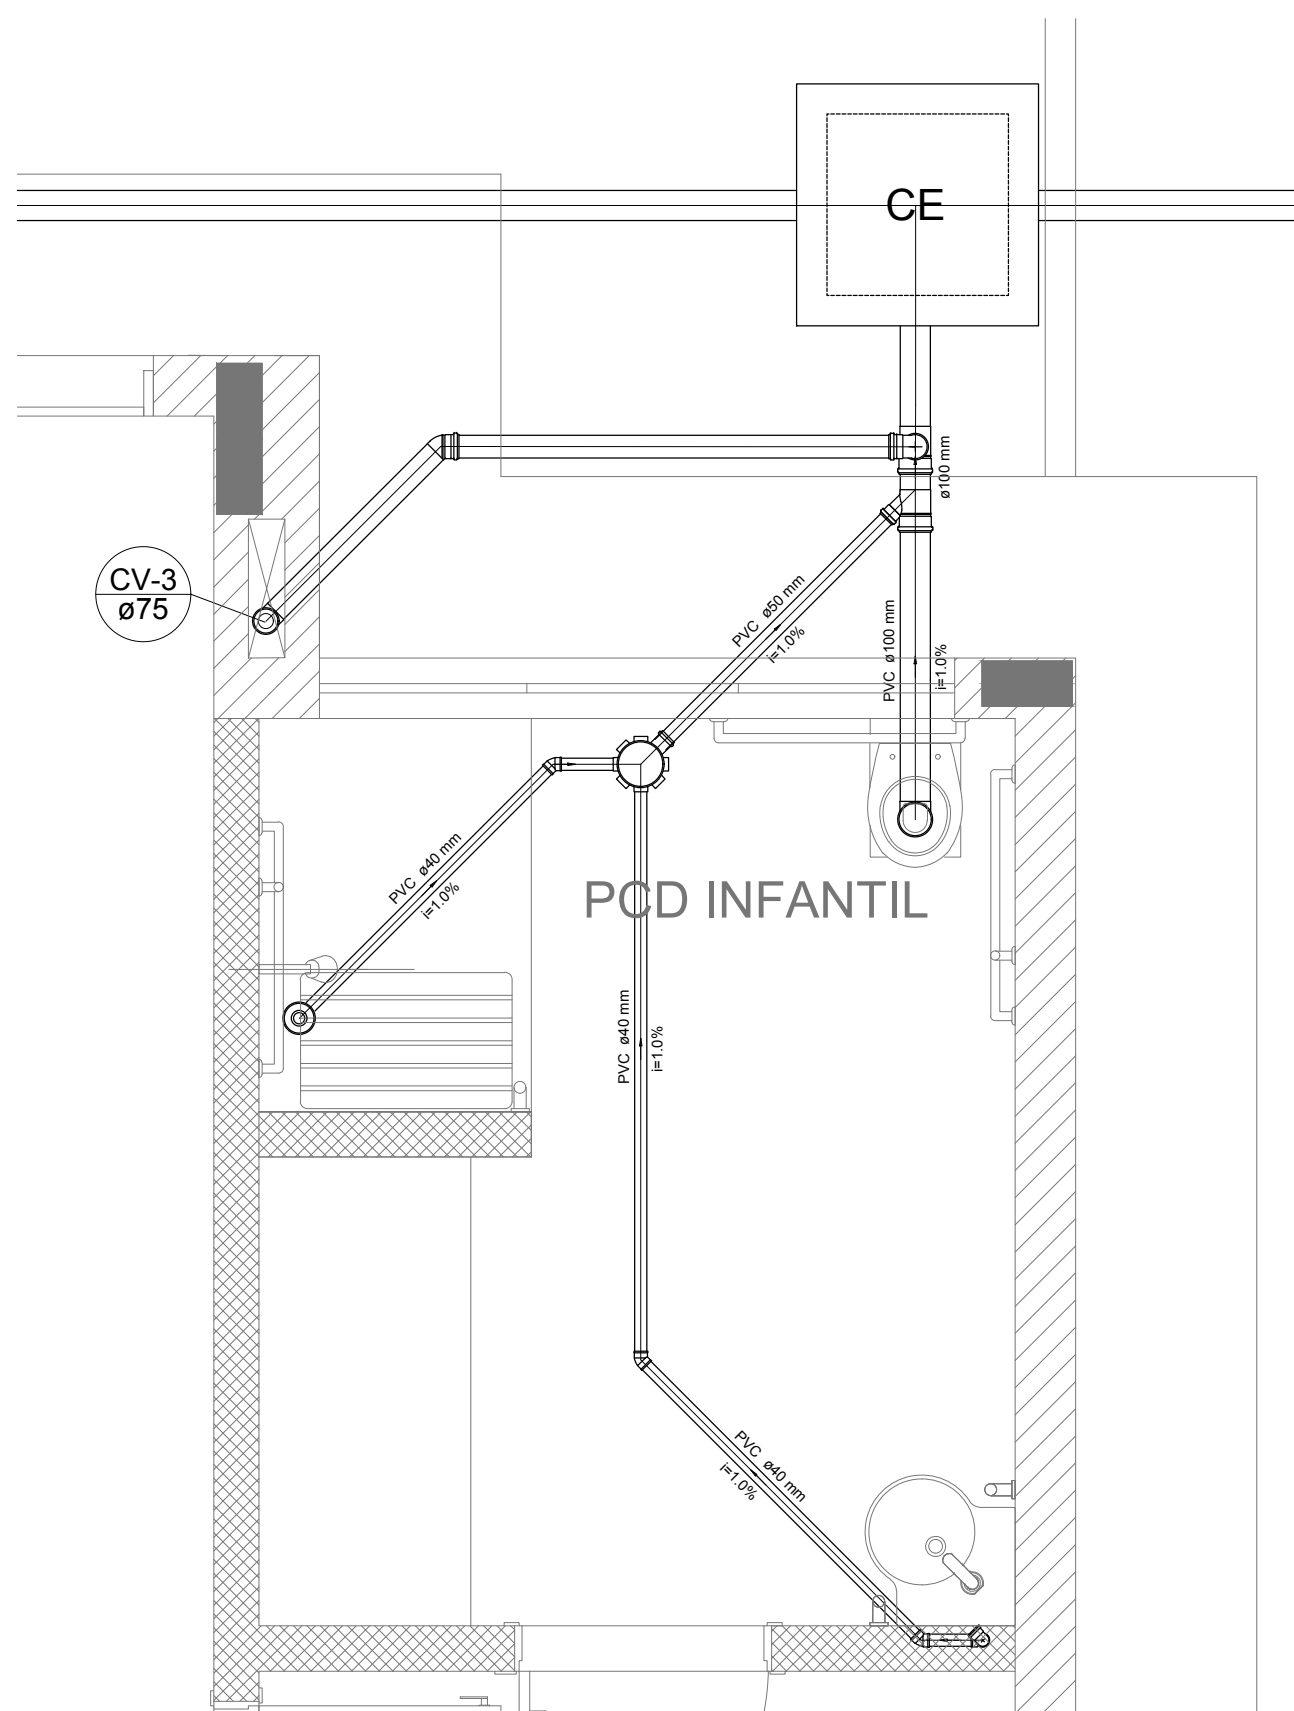 CE
ø100 mm
CV-3
ø75
PVC ø50 mm
i=1.0%
PVC ø100 mm
i=1.0%
PVC ø40 mm
i=1.0%
PCD INFANTIL
PVC ø40 mm
i=1.0%
PVC ø40 mm
i=1.0%